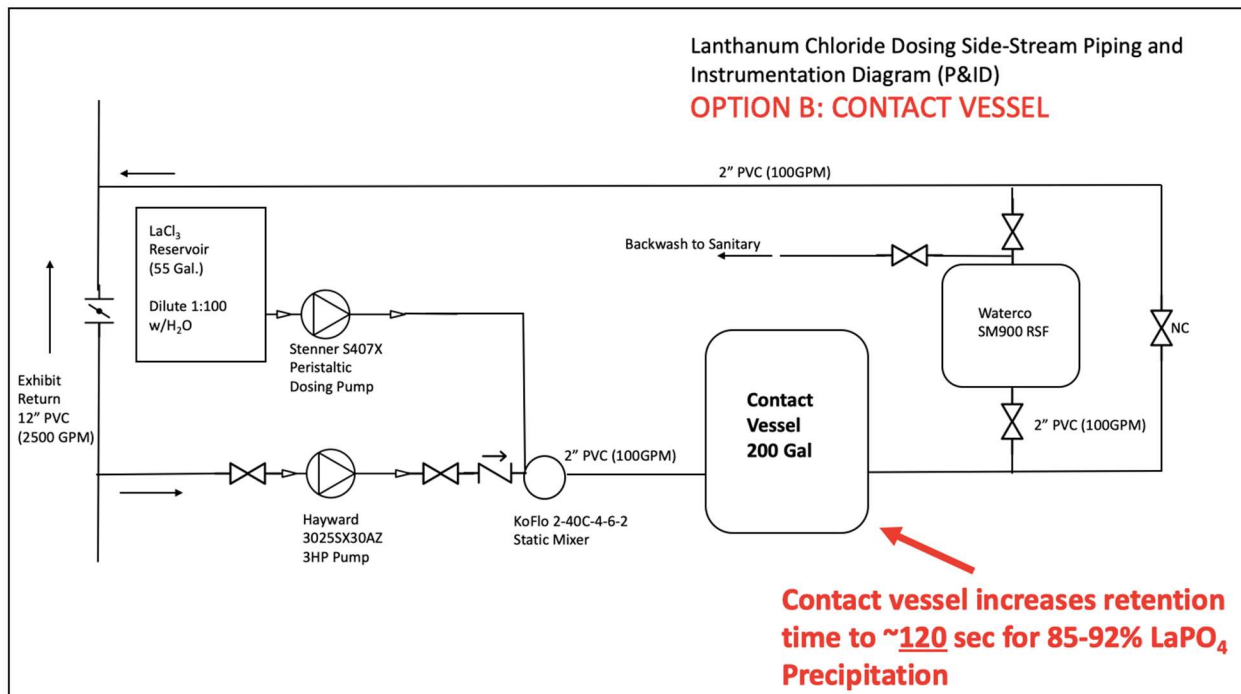 Lanthanum Chloride Dosing Side-Stream Piping and
Instrumentation Diagram (P&ID)
OPTION B: CONTACT VESSEL
2” PVC (100GPM)
LaCl₃
Reservoir
(55 Gal.)
Dilute 1:100
w/H₂O
Backwash to Sanitary
Waterco
SM900 RSF
NC
Stenner S407X
Peristaltic
Dosing Pump
Exhibit
Return
12” PVC
(2500 GPM)
Contact
Vessel
200 Gal
2” PVC (100GPM)
2” PVC (100GPM)
Hayward
3025SX30AZ
3HP Pump
KoFlo 2-40C-4-6-2
Static Mixer
Contact vessel increases retention
time to ~120 sec for 85-92% LaPO₄
Precipitation